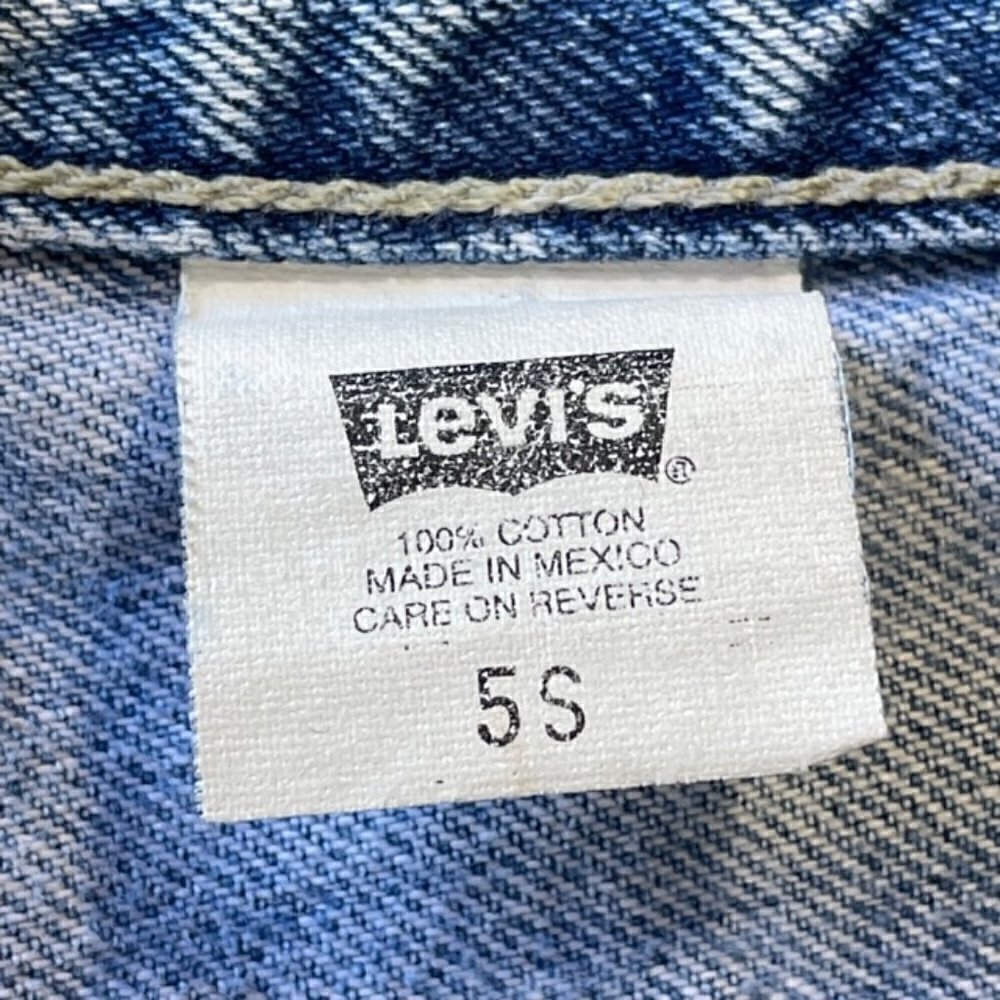 Levi's®
100% COTTON
MADE IN MEXICO
CARE ON REVERSE
5S